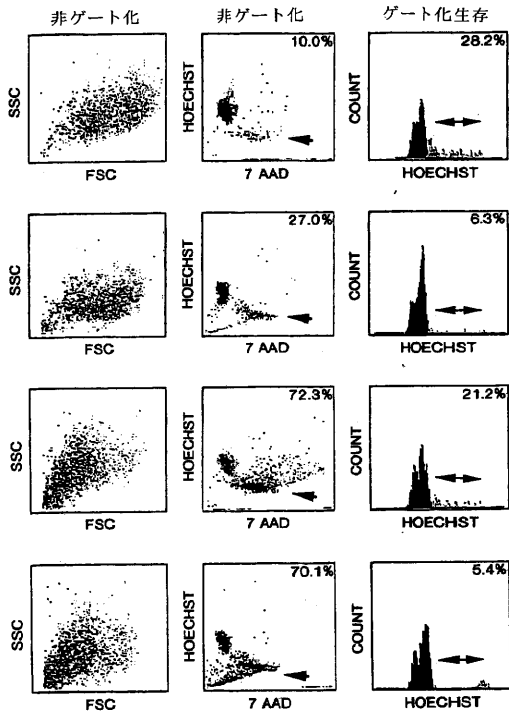 非ゲート化 非ゲート化 ゲート化生存
10.0% 28.2%
SSC HOECHST COUNT
FSC 7 AAD HOECHST
27.0% 6.3%
SSC HOECHST COUNT
FSC 7 AAD HOECHST
72.3% 21.2%
SSC HOECHST COUNT
FSC 7 AAD HOECHST
70.1% 5.4%
SSC HOECHST COUNT
FSC 7 AAD HOECHST